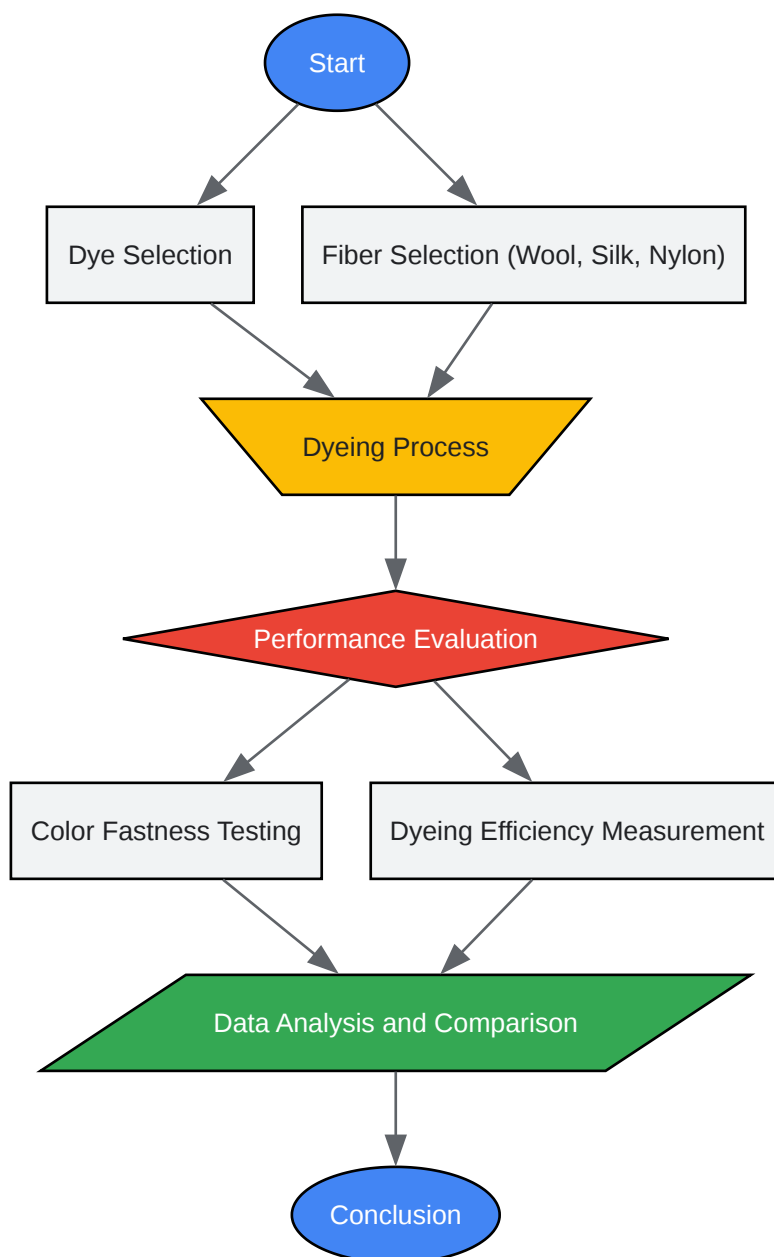 Start
Dye Selection
Fiber Selection (Wool, Silk, Nylon)
Dyeing Process
Performance Evaluation
Color Fastness Testing
Dyeing Efficiency Measurement
Data Analysis and Comparison
Conclusion